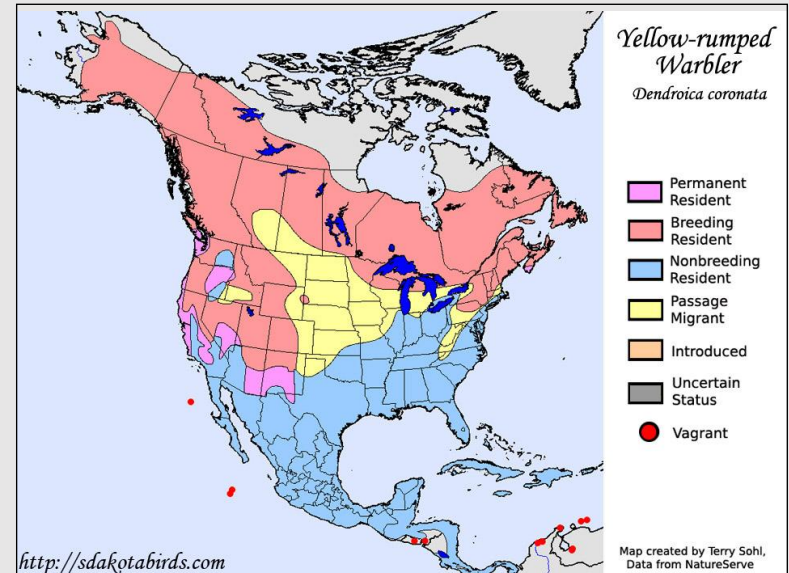 Yellow-rumped
Warbler
Dendroica coronata
Permanent
Resident
Breeding
Resident
Nonbreeding
Resident
Passage
Migrant
Introduced
Uncertain
Status
Vagrant
http://sdakotabirds.com
Map created by Terry Sohl,
Data from NatureServe